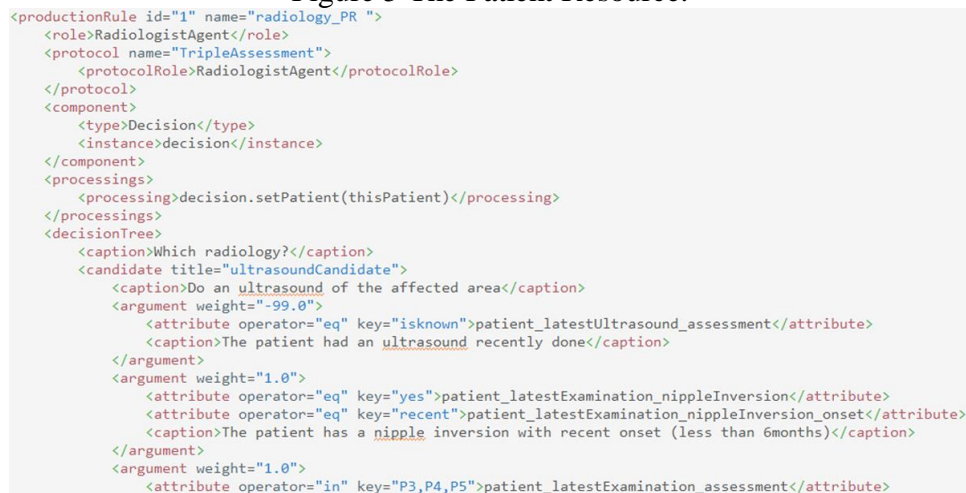 Figure 3 The Patient Resource.
<productionRule id="1" name="radiology_PR ">
    <role>RadiologistAgent</role>
    <protocol name="TripleAssessment">
        <protocolRole>RadiologistAgent</protocolRole>
    </protocol>
    <component>
        <type>Decision</type>
        <instance>decision</instance>
    </component>
    <processings>
        <processing>decision.setPatient(thisPatient)</processing>
    </processings>
    <decisionTree>
        <caption>Which radiology?</caption>
        <candidate title="ultrasoundCandidate">
            <caption>Do an ultrasound of the affected area</caption>
            <argument weight="-99.0">
                <attribute operator="eq" key="isknown">patient_latestUltrasound_assessment</attribute>
                <caption>The patient had an ultrasound recently done</caption>
            </argument>
            <argument weight="1.0">
                <attribute operator="eq" key="yes">patient_latestExamination_nippleInversion</attribute>
                <attribute operator="eq" key="recent">patient_latestExamination_nippleInversion_onset</attribute>
                <caption>The patient has a nipple inversion with recent onset (less than 6months)</caption>
            </argument>
            <argument weight="1.0">
                <attribute operator="in" key="P3,P4,P5">patient_latestExamination_assessment</attribute>